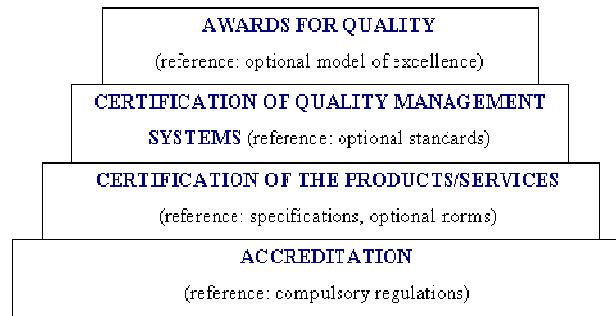 AWARDS FOR QUALITY
(reference: optional model of excellence)
CERTIFICATION OF QUALITY MANAGEMENT
SYSTEMS (reference: optional standards)
CERTIFICATION OF THE PRODUCTS/SERVICES
(reference: specifications, optional norms)
ACCREDITATION
(reference: compulsory regulations)